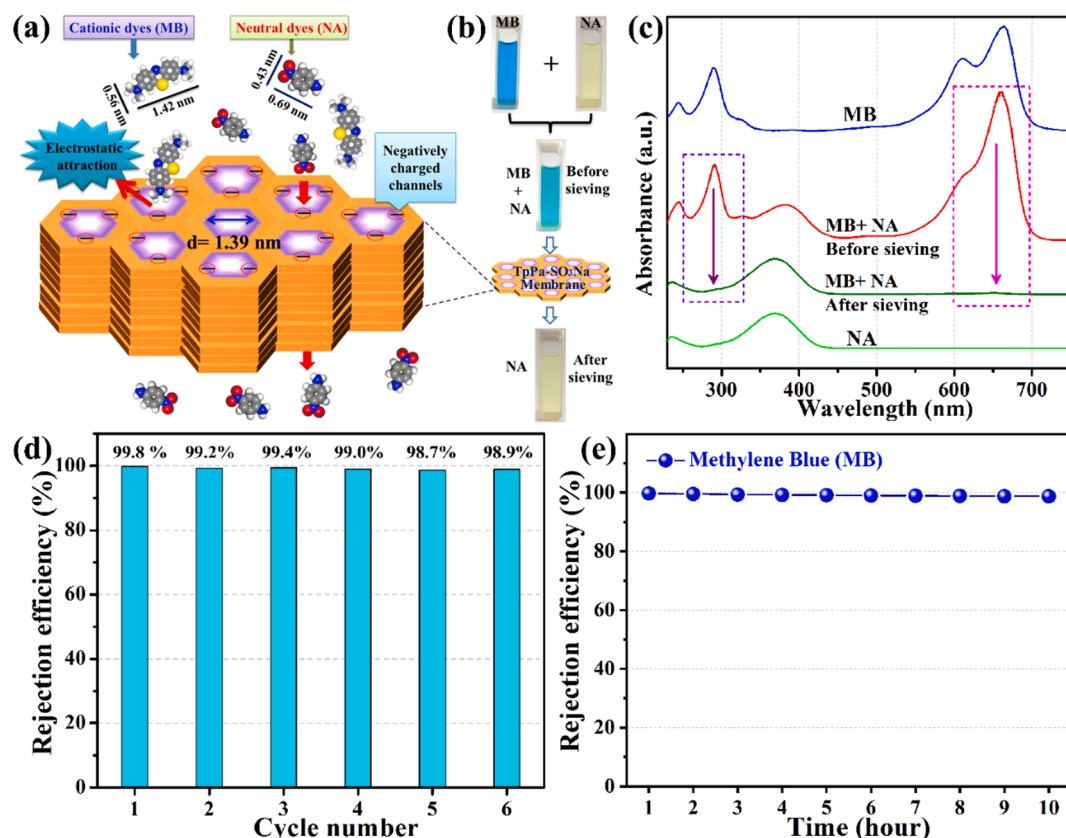 (a)
Cationic dyes (MB)
Neutral dyes (NA)
0.56 nm
1.42 nm
0.43 nm
0.69 nm
Electrostatic
attraction
Negatively
charged
channels
d= 1.39 nm
(b)
MB
NA
+
MB
+
NA
Before
sieving
TpPa-SO₃Na
Membrane
NA
After
sieving
(c)
Absorbance (a.u.)
MB
MB+ NA
Before sieving
MB+ NA
After sieving
NA
300
400
500
600
700
Wavelength (nm)
(d)
Rejection efficiency (%)
100
80
60
40
20
0
99.8 %
99.2%
99.4%
99.0%
98.7%
98.9%
1
2
3
4
5
6
Cycle number
(e)
Rejection efficiency (%)
Methylene Blue (MB)
100
80
60
40
20
0
1
2
3
4
5
6
7
8
9
10
Time (hour)